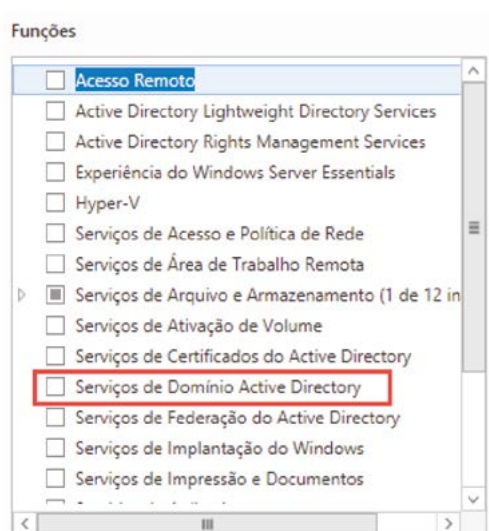 Funções
Acesso Remoto
Active Directory Lightweight Directory Services
Active Directory Rights Management Services
Experiência do Windows Server Essentials
Hyper-V
Serviços de Acesso e Política de Rede
Serviços de Área de Trabalho Remota
Serviços de Arquivo e Armazenamento (1 de 12 in
Serviços de Ativação de Volume
Serviços de Certificados do Active Directory
Serviços de Domínio Active Directory
Serviços de Federação do Active Directory
Serviços de Implantação do Windows
Serviços de Impressão e Documentos